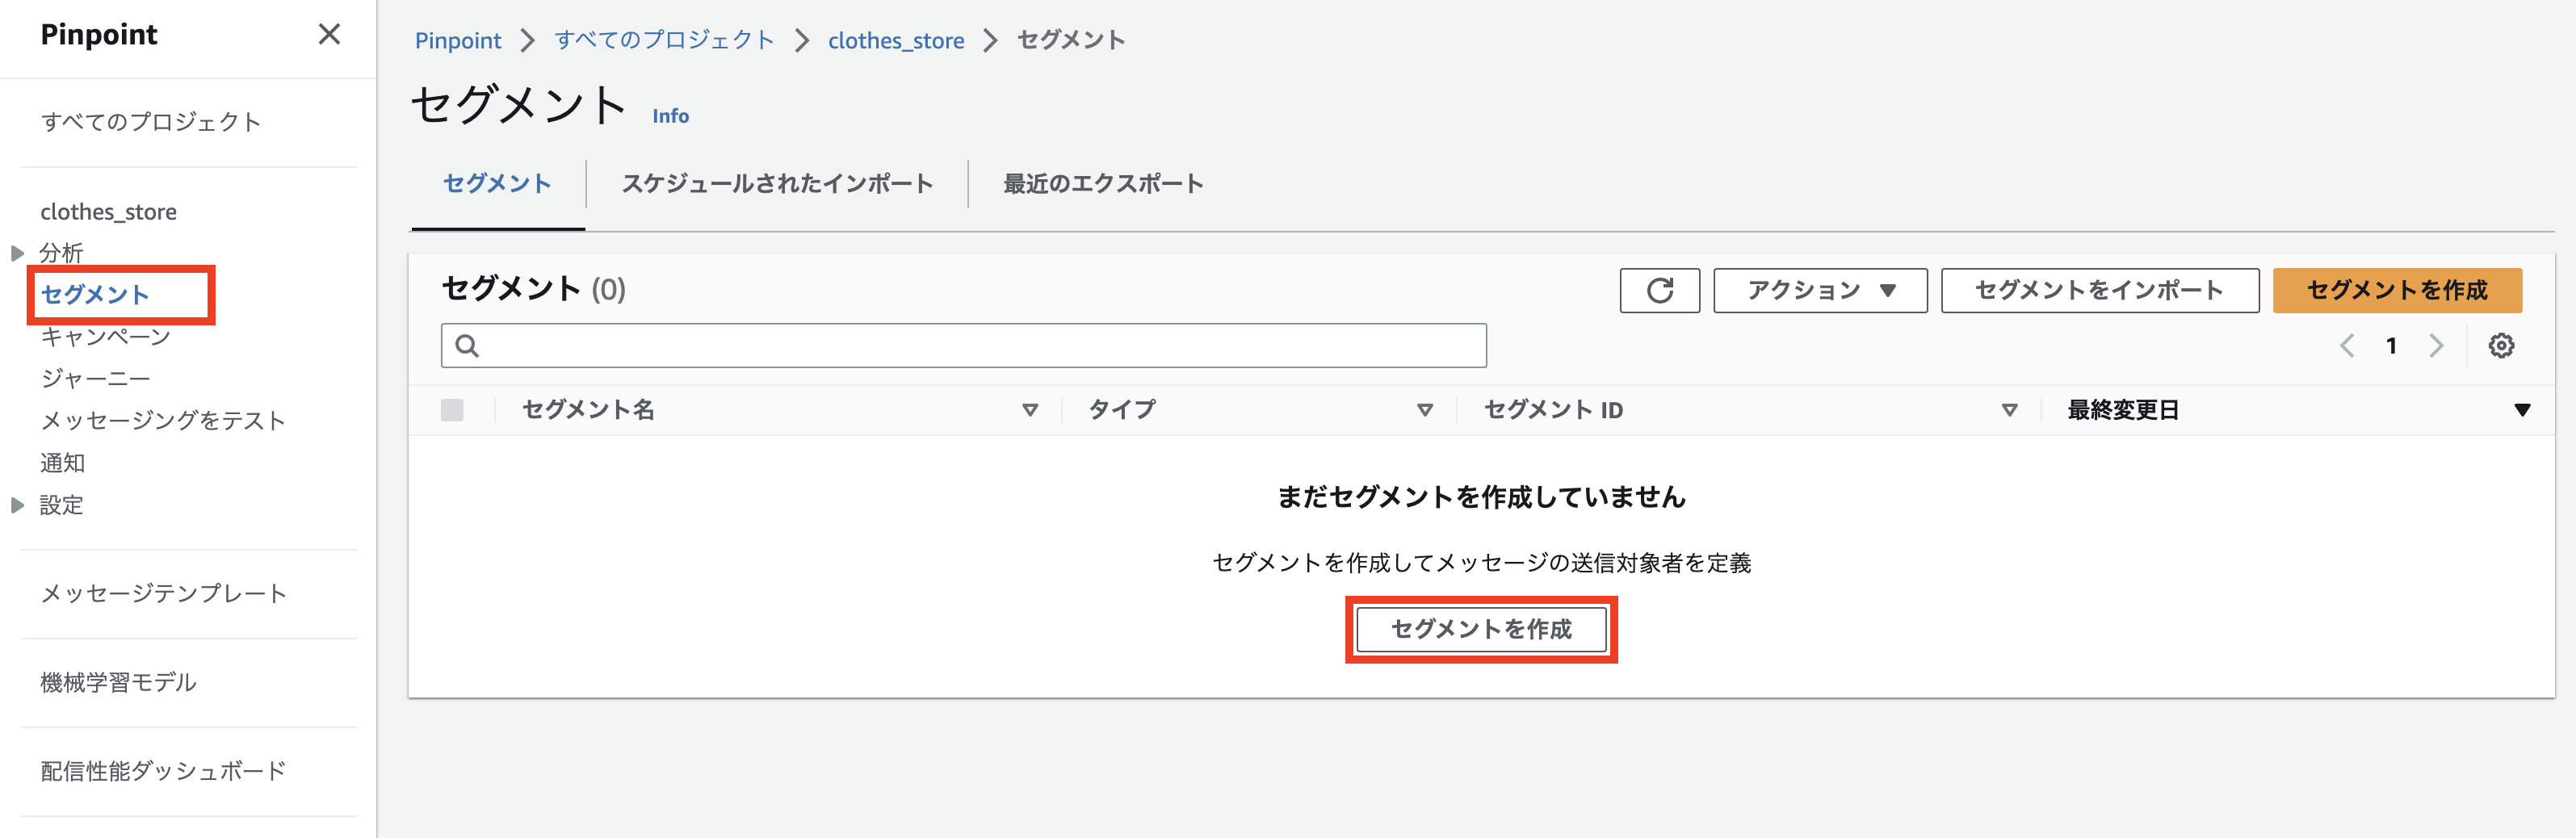 Pinpoint
すべてのプロジェクト
clothes_store
分析
セグメント
キャンペーン
ジャーニー
メッセージングをテスト
通知
設定
メッセージテンプレート
機械学習モデル
配信性能ダッシュボード
Pinpoint すべてのプロジェクト clothes_store セグメント
セグメント Info
セグメント スケジュールされたインポート 最近のエクスポート
セグメント (0) アクション セグメントをインポート セグメントを作成
1
セグメント名 タイプ セグメント ID 最終変更日
まだセグメントを作成していません
セグメントを作成してメッセージの送信対象者を定義
セグメントを作成